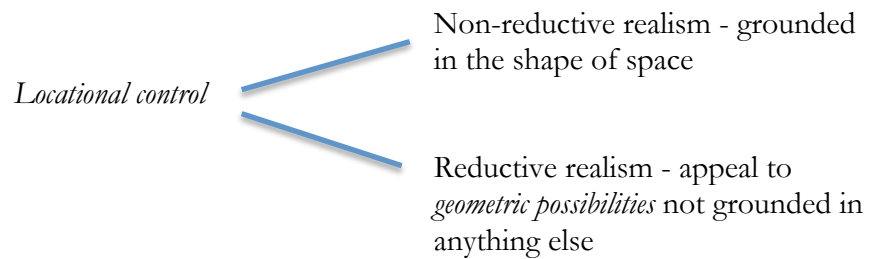 Non-reductive realism - grounded
in the shape of space
Locational control
Reductive realism - appeal to
geometric possibilities not grounded in
anything else